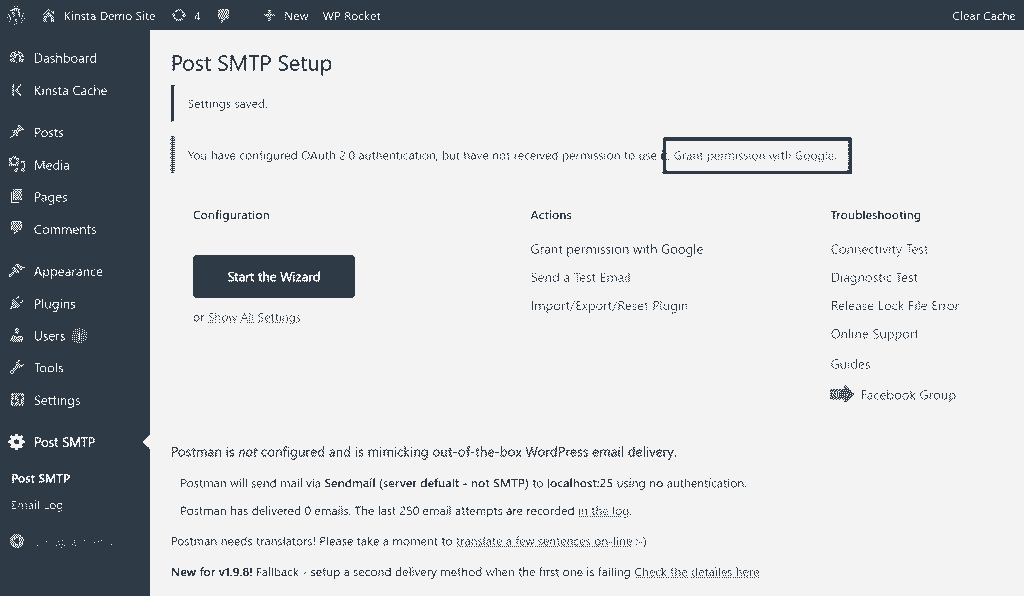 Kinsta Demo Site 4 New WP Rocket Clear Cache
Dashboard
Kinsta Cache
Posts
Media
Pages
Comments
Appearance
Plugins
Users
Tools
Settings
Post SMTP
Post SMTP
Email Log
Post SMTP Setup
Settings saved.
You have configured OAuth 2.0 authentication, but have not received permission to use it. Grant permission with Google.
Configuration
Start the Wizard
or Show All Settings
Actions
Grant permission with Google
Send a Test Email
Import/Export/Reset Plugin
Troubleshooting
Connectivity Test
Diagnostic Test
Release Lock File Error
Online Support
Guides
Facebook Group
Postman is not configured and is mimicking out-of-the-box WordPress email delivery.
Postman will send mail via Sendmail (server defualt - not SMTP) to localhost:25 using no authentication.
Postman has delivered 0 emails. The last 250 email attempts are recorded in the log.
Postman needs translators! Please take a moment to translate a few sentences on-line :-)
New for v1.9.8! Fallback - setup a second delivery method when the first one is failing Check the detailes here